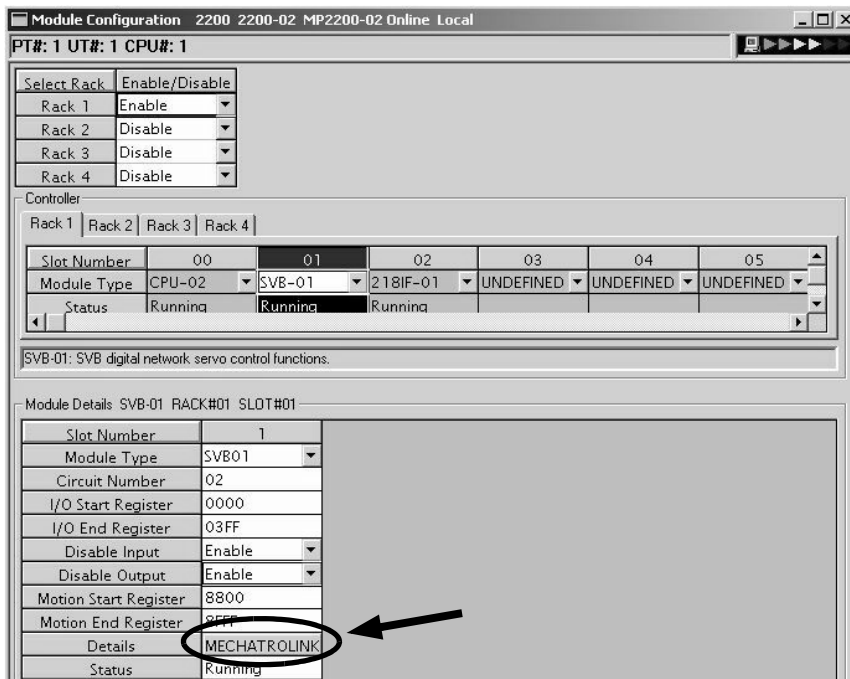 Module Configuration 2200 2200-02 MP2200-02 Online Local
PT#: 1 UT#: 1 CPU#: 1
Select Rack Enable/Disable
Rack 1 Enable
Rack 2 Disable
Rack 3 Disable
Rack 4 Disable
Controller
Rack 1 Rack 2 Rack 3 Rack 4
Slot Number 00 01 02 03 04 05
Module Type CPU-02 SVB-01 218IF-01 UNDEFINED UNDEFINED UNDEFINED
Status Running Running Running
SVB-01: SVB digital network servo control functions.
Module Details SVB-01 RACK#01 SLOT#01
Slot Number 1
Module Type SVB01
Circuit Number 02
I/O Start Register 0000
I/O End Register 03FF
Disable Input Enable
Disable Output Enable
Motion Start Register 8800
Motion End Register 8FFF
Details MECHATROLINK
Status Running